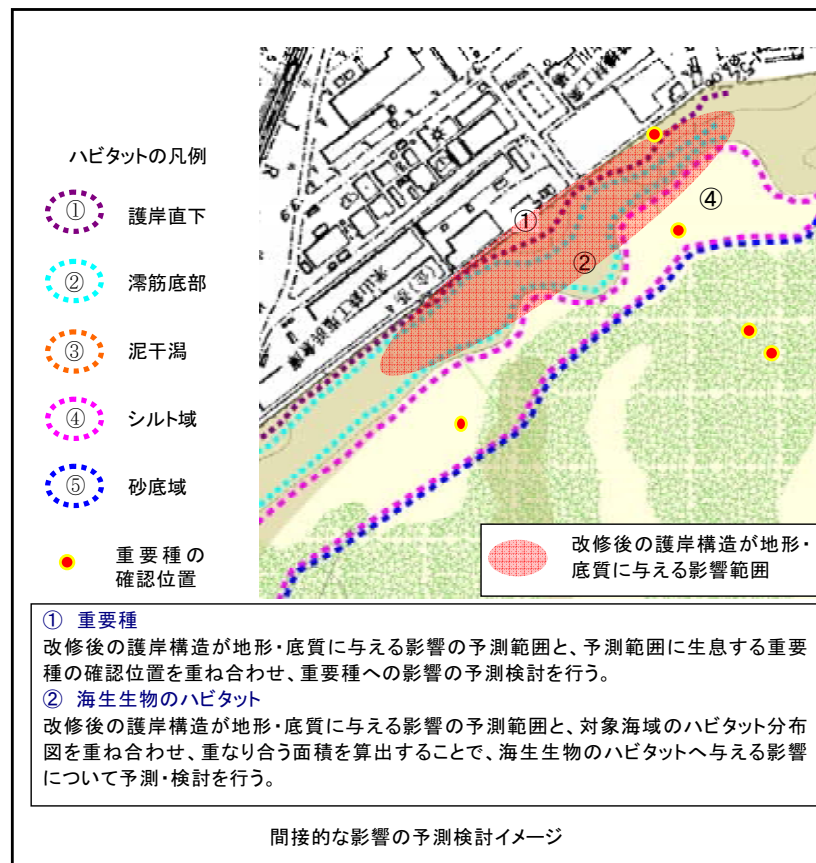 ハビタットの凡例
① 護岸直下
② 澪筋底部
③ 泥干潟
④ シルト域
⑤ 砂底域
重要種の
確認位置
①
②
④
改修後の護岸構造が地形・
底質に与える影響範囲
① 重要種
改修後の護岸構造が地形・底質に与える影響の予測範囲と、予測範囲に生息する重要
種の確認位置を重ね合わせ、重要種への影響の予測検討を行う。
② 海生生物のハビタット
改修後の護岸構造が地形・底質に与える影響の予測範囲と、対象海域のハビタット分布
図を重ね合わせ、重なり合う面積を算出することで、海生生物のハビタットへ与える影響
について予測・検討を行う。
間接的な影響の予測検討イメージ